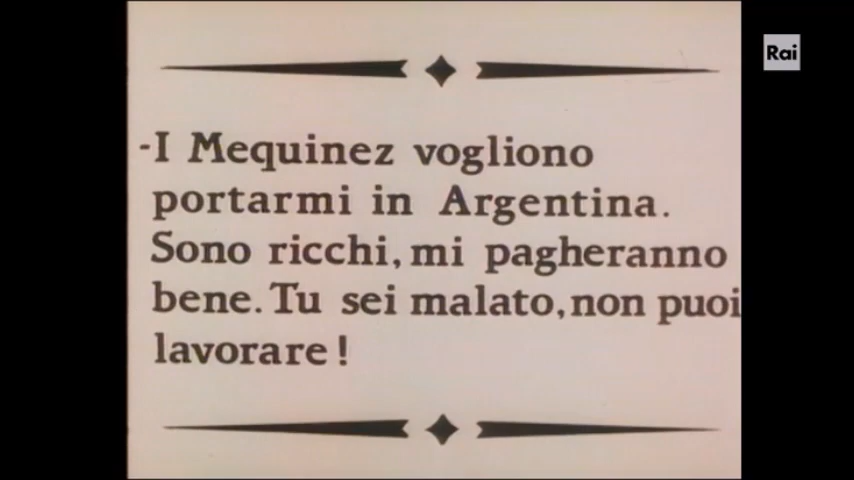 Rai
-I Mequinez vogliono
portarmi in Argentina.
Sono ricchi, mi pagheranno
bene. Tu sei malato, non puoi
lavorare!